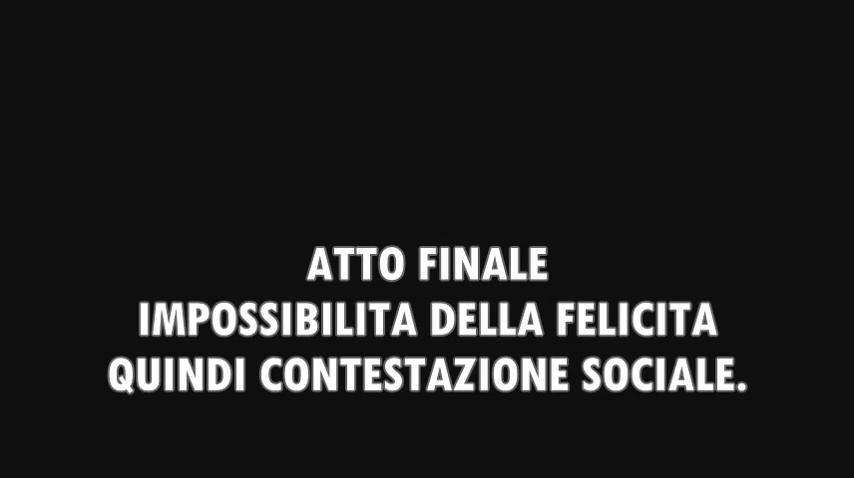 ATTO FINALE
IMPOSSIBILITA DELLA FELICITA
QUINDI CONTESTAZIONE SOCIALE.